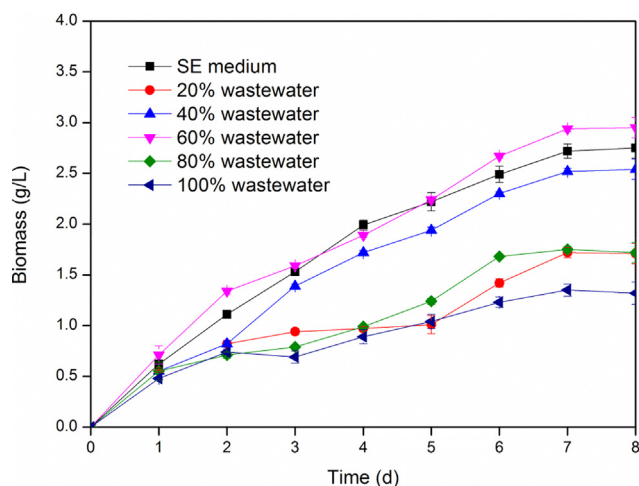 4.0
3.5
3.0
2.5
2.0
1.5
1.0
0.5
0.0
Biomass (g/L)
SE medium
20% wastewater
40% wastewater
60% wastewater
80% wastewater
100% wastewater
0 1 2 3 4 5 6 7 8
Time (d)